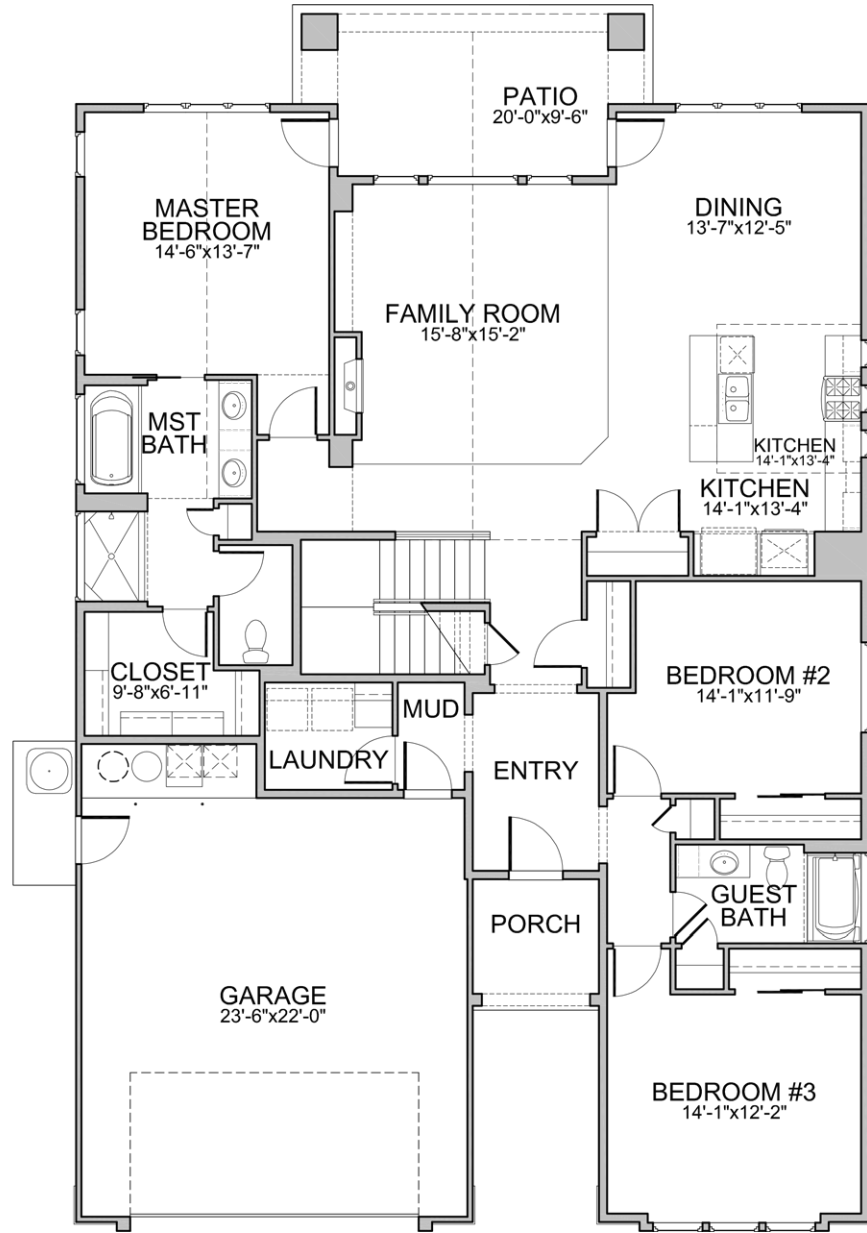 PATIO
20'-0"x9'-6"
MASTER
BEDROOM
14'-6"x13'-7"
DINING
13'-7"x12'-5"
FAMILY ROOM
15'-8"x15'-2"
MST
BATH
KITCHEN
14'-1"x13'-4"
KITCHEN
14'-1"x13'-4"
CLOSET
9'-8"x6'-11"
BEDROOM #2
14'-1"x11'-9"
MUD
LAUNDRY
ENTRY
GUEST
BATH
PORCH
GARAGE
23'-6"x22'-0"
BEDROOM #3
14'-1"x12'-2"